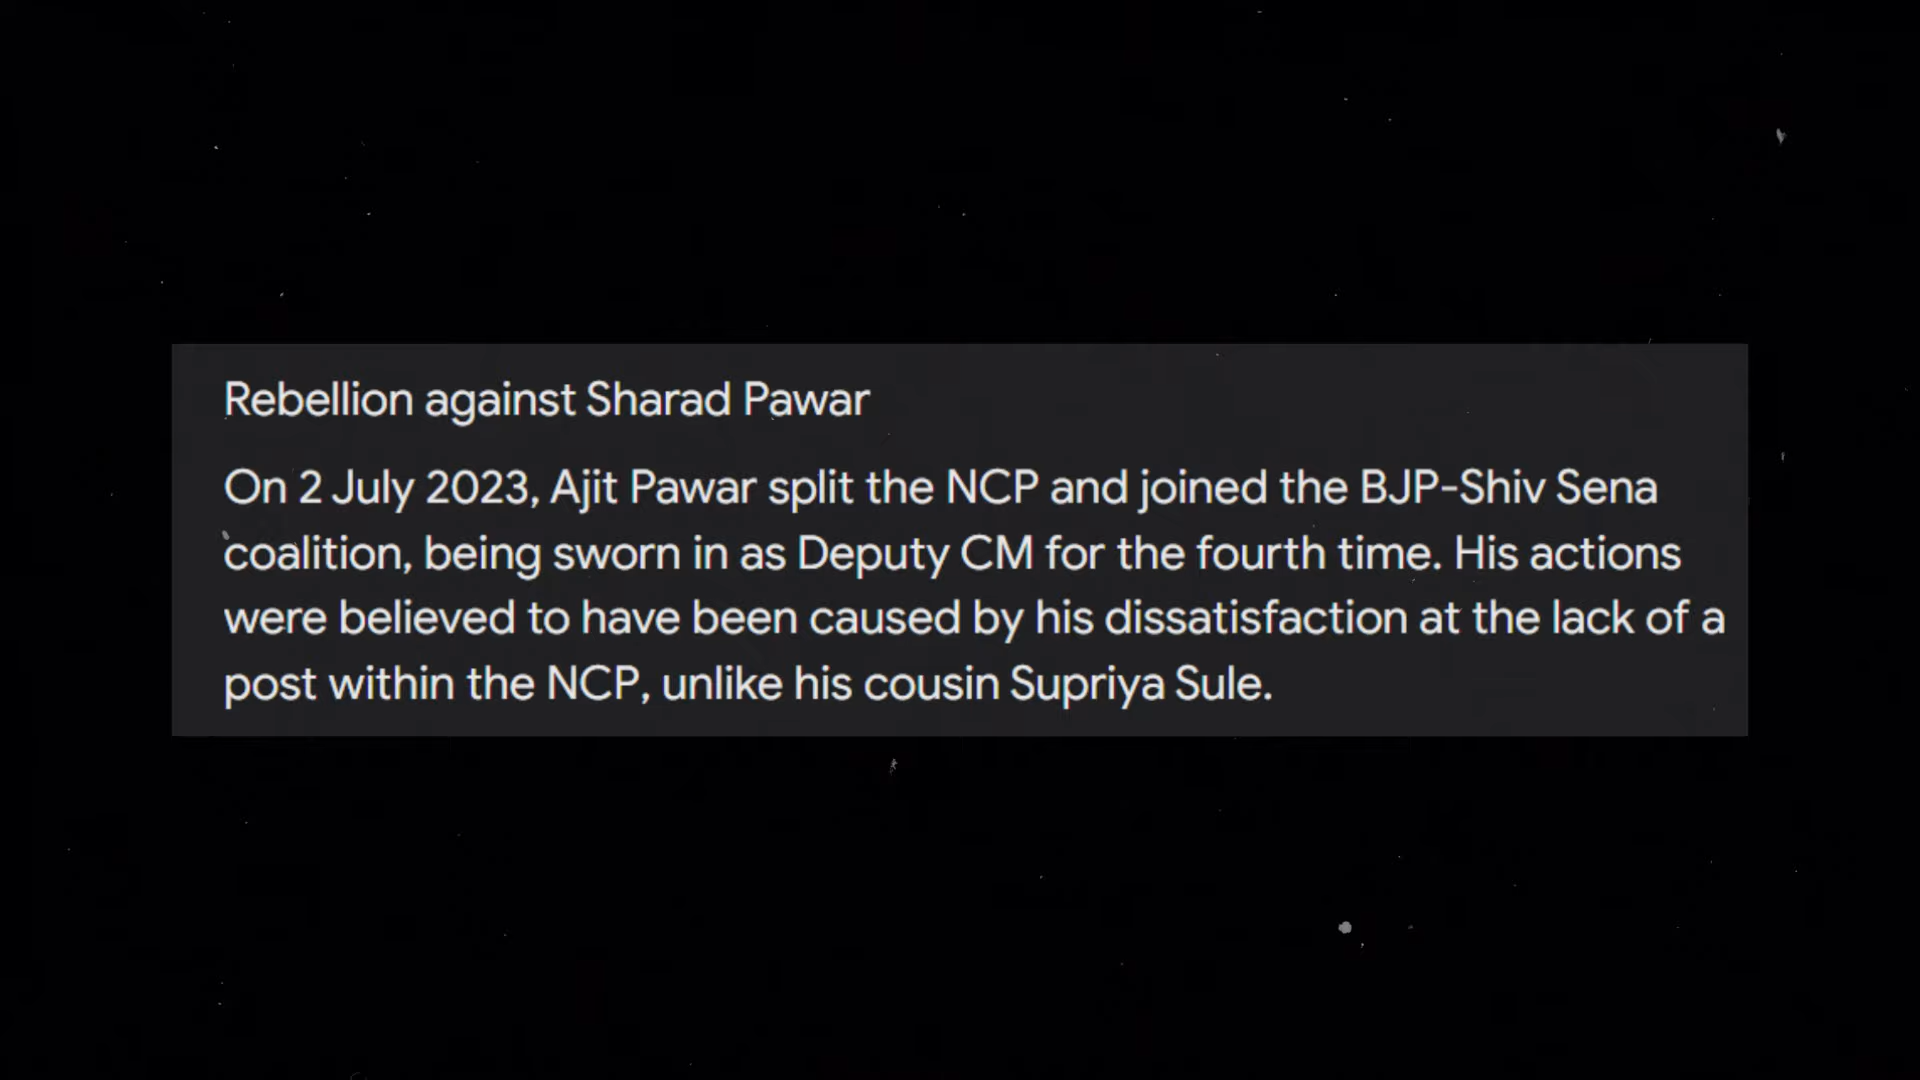 Rebellion against Sharad Pawar
On 2 July 2023, Ajit Pawar split the NCP and joined the BJP-Shiv Sena
coalition, being sworn in as Deputy CM for the fourth time. His actions
were believed to have been caused by his dissatisfaction at the lack of a
post within the NCP, unlike his cousin Supriya Sule.